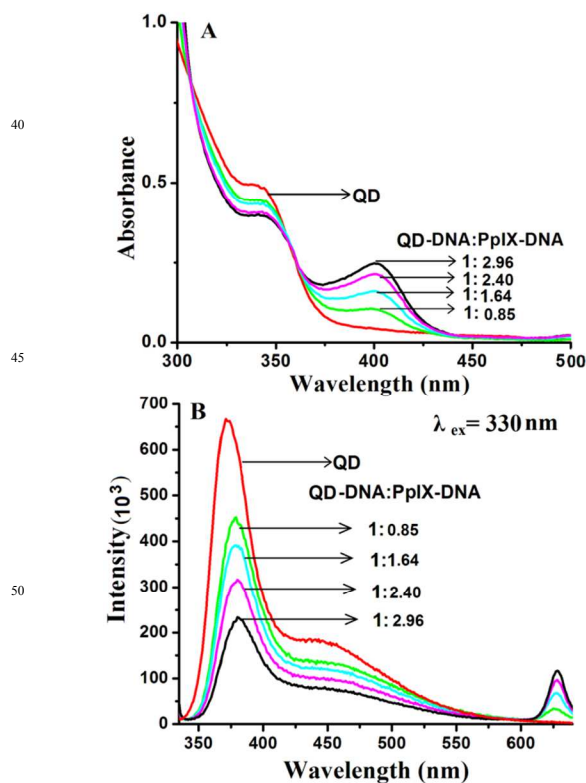 A
1.0
0.5
0.0
Absorbance
QD
QD-DNA:PpIX-DNA
1: 2.96
1: 2.40
1: 1.64
1: 0.85
300 350 400 450 500
Wavelength (nm)
40
45
50
B
λ ex= 330 nm
700
600
500
400
300
200
100
0
Intensity(10³)
QD
QD-DNA:PpIX-DNA
1: 0.85
1:1.64
1: 2.40
1: 2.96
350 400 450 500 550 600
Wavelength (nm)